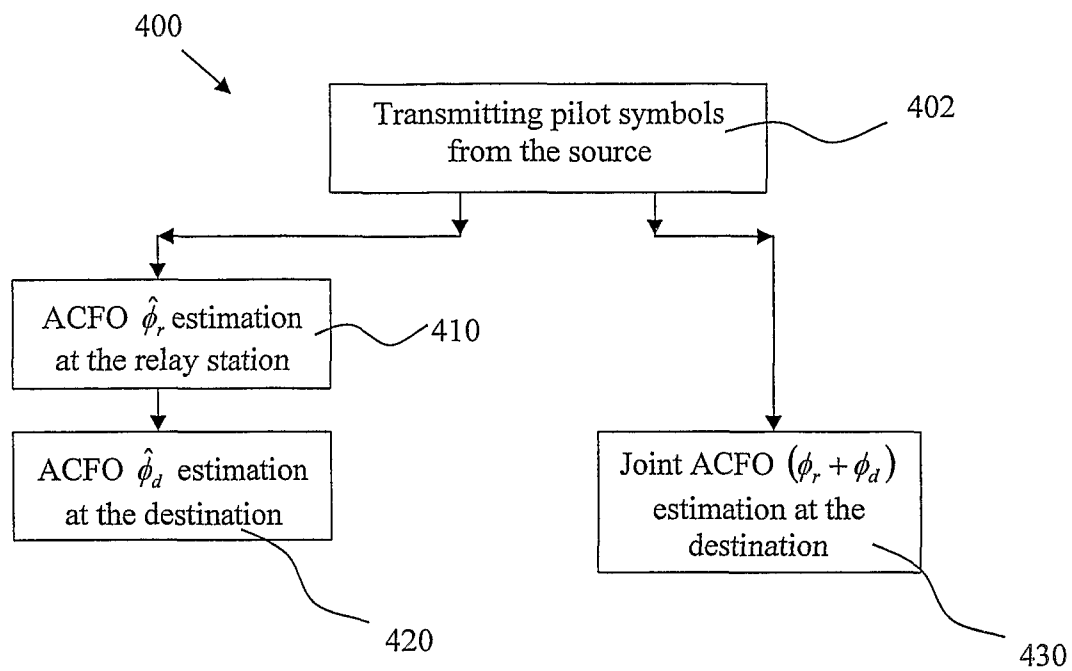 400
Transmitting pilot symbols
from the source
402
ACFO ϕ̂_r estimation
at the relay station
410
ACFO ϕ̂_d estimation
at the destination
420
Joint ACFO (ϕ_r + ϕ_d)
estimation at the
destination
430